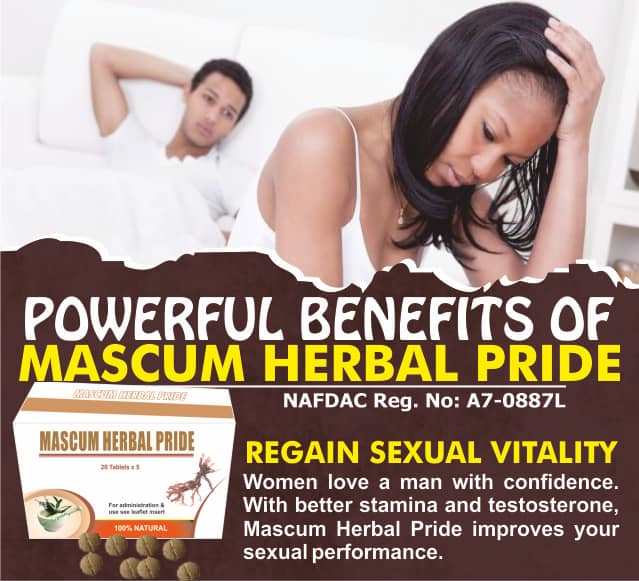 POWERFUL BENEFITS OF
MASCUM HERBAL PRIDE
NAFDAC Reg. No: A7-0887L
MASCUM HERBAL PRIDE
MASCUM HERBAL PRIDE
20 Tablets x 5
For administration &
use see leaflet insert
100% NATURAL
REGAIN SEXUAL VITALITY
Women love a man with confidence.
With better stamina and testosterone,
Mascum Herbal Pride improves your
sexual performance.